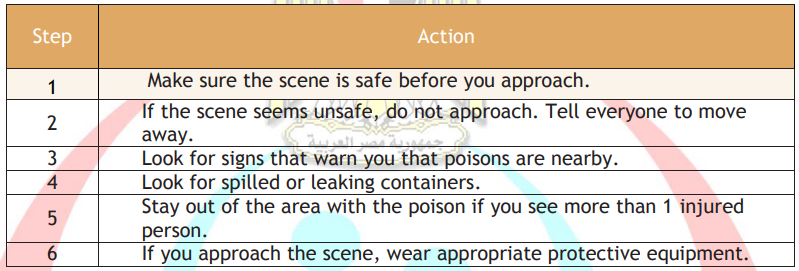 Step Action
1 Make sure the scene is safe before you approach.
2 If the scene seems unsafe, do not approach. Tell everyone to move
away.
3 Look for signs that warn you that poisons are nearby.
جمهورية مصر العربية
4 Look for spilled or leaking containers.
5 Stay out of the area with the poison if you see more than 1 injured
person.
6 If you approach the scene, wear appropriate protective equipment.